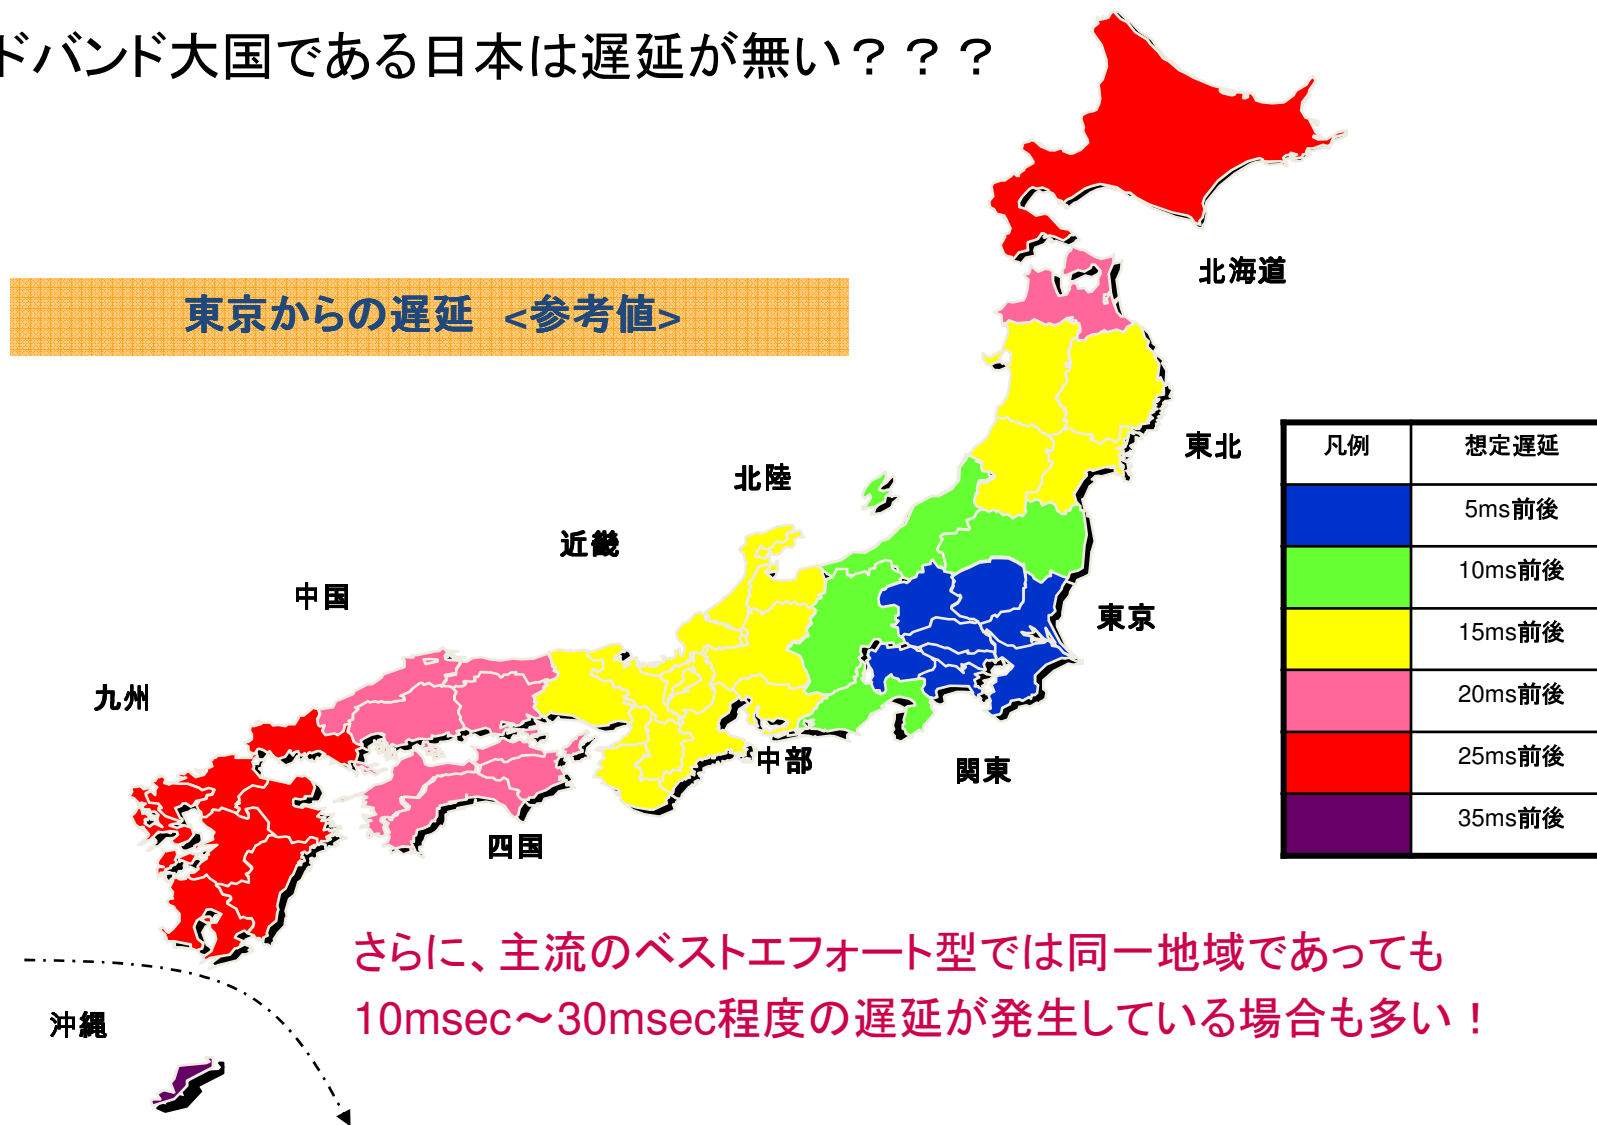 ドバンド大国である日本は遅延が無い？？？
東京からの遅延 <参考値>
北海道
東北
北陸
近畿
中国
東京
九州
中部
関東
四国
沖縄
凡例 想定遅延
5ms前後
10ms前後
15ms前後
20ms前後
25ms前後
35ms前後
さらに、主流のベストエフォート型では同一地域であっても
10msec～30msec程度の遅延が発生している場合も多い！